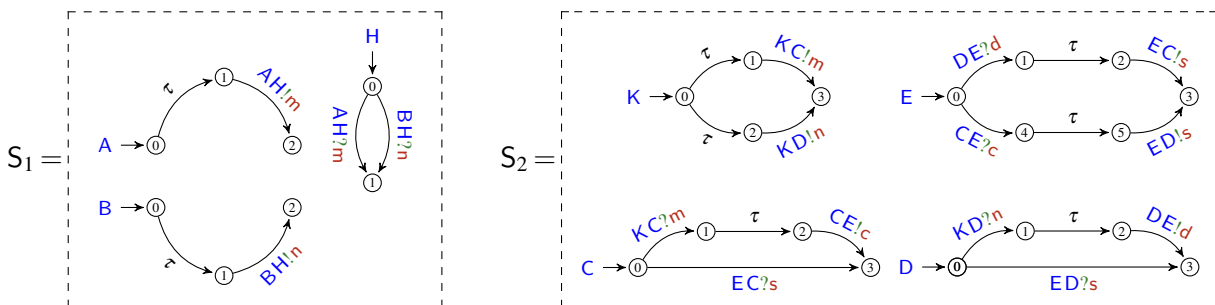 S₁ =
A
0
τ
1
AH!m
2
H
0
AH?m
BH?n
1
B
0
τ
1
BH!n
2
S₂ =
K
0
τ
1
KC!m
τ
2
KD!n
3
E
0
DE?d
1
τ
2
EC!s
CE?c
4
τ
5
ED!s
3
C
0
KC?m
1
τ
2
CE!c
EC?s
3
D
0
KD?n
1
τ
2
DE!d
ED?s
3